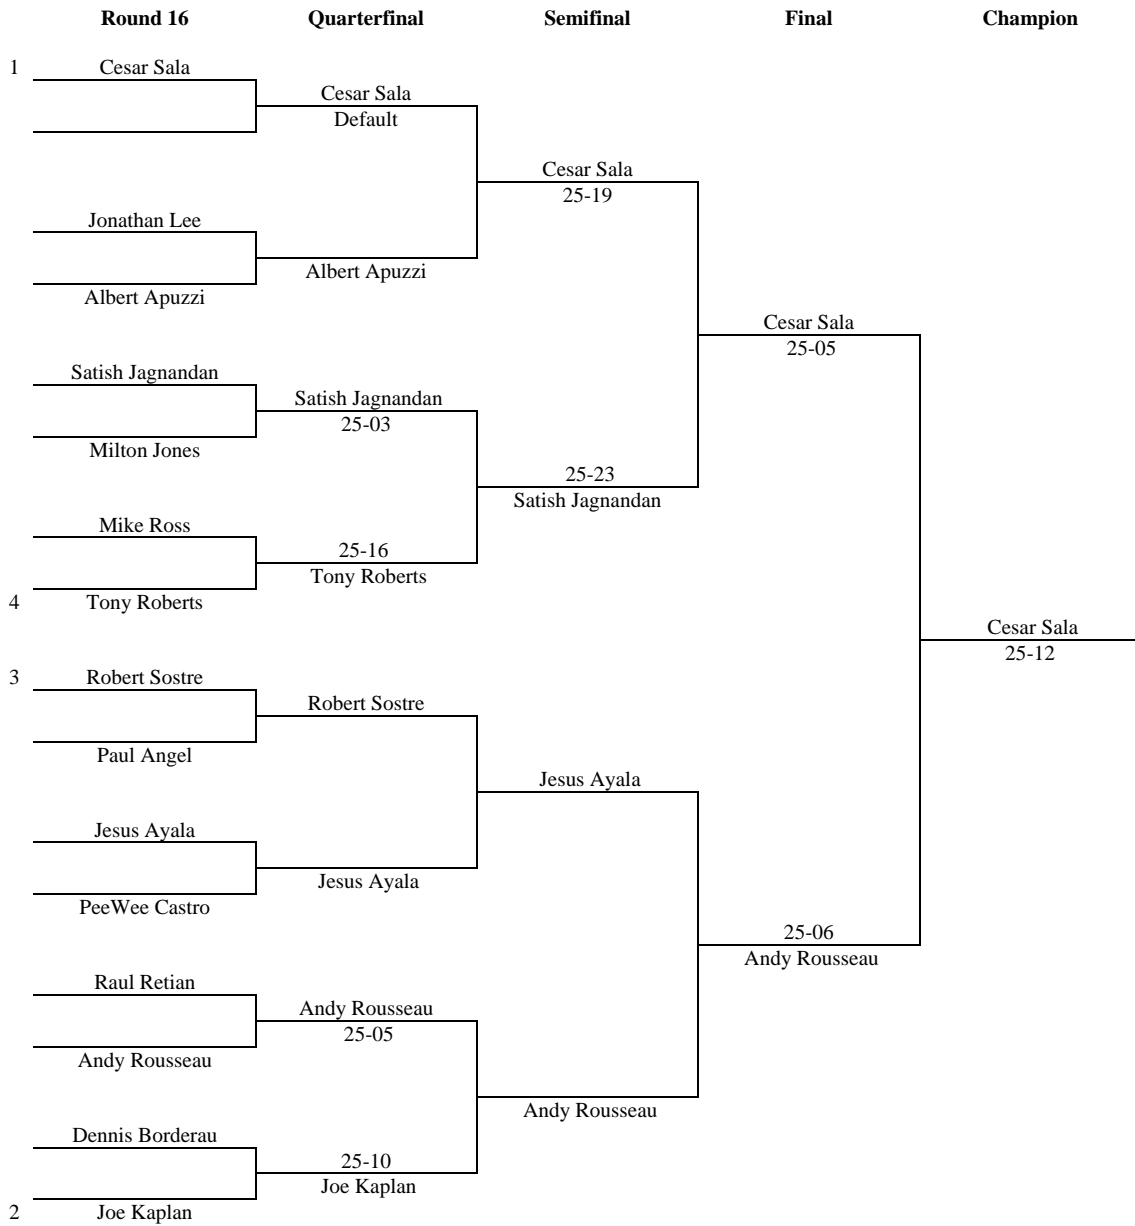 Round 16 Quarterfinal Semifinal Final Champion
1 Cesar Sala
Cesar Sala
Default
Cesar Sala
25-19
Jonathan Lee
Albert Apuzzi
Albert Apuzzi
Cesar Sala
25-05
Satish Jagnandan
Satish Jagnandan
25-03
Milton Jones
25-23
Satish Jagnandan
Mike Ross
25-16
Tony Roberts
4 Tony Roberts
Cesar Sala
25-12
3 Robert Sostre
Robert Sostre
Paul Angel
Jesus Ayala
Jesus Ayala
Jesus Ayala
PeeWee Castro
25-06
Andy Rousseau
Raul Retian
Andy Rousseau
25-05
Andy Rousseau
Andy Rousseau
Dennis Borderau
25-10
Joe Kaplan
2 Joe Kaplan